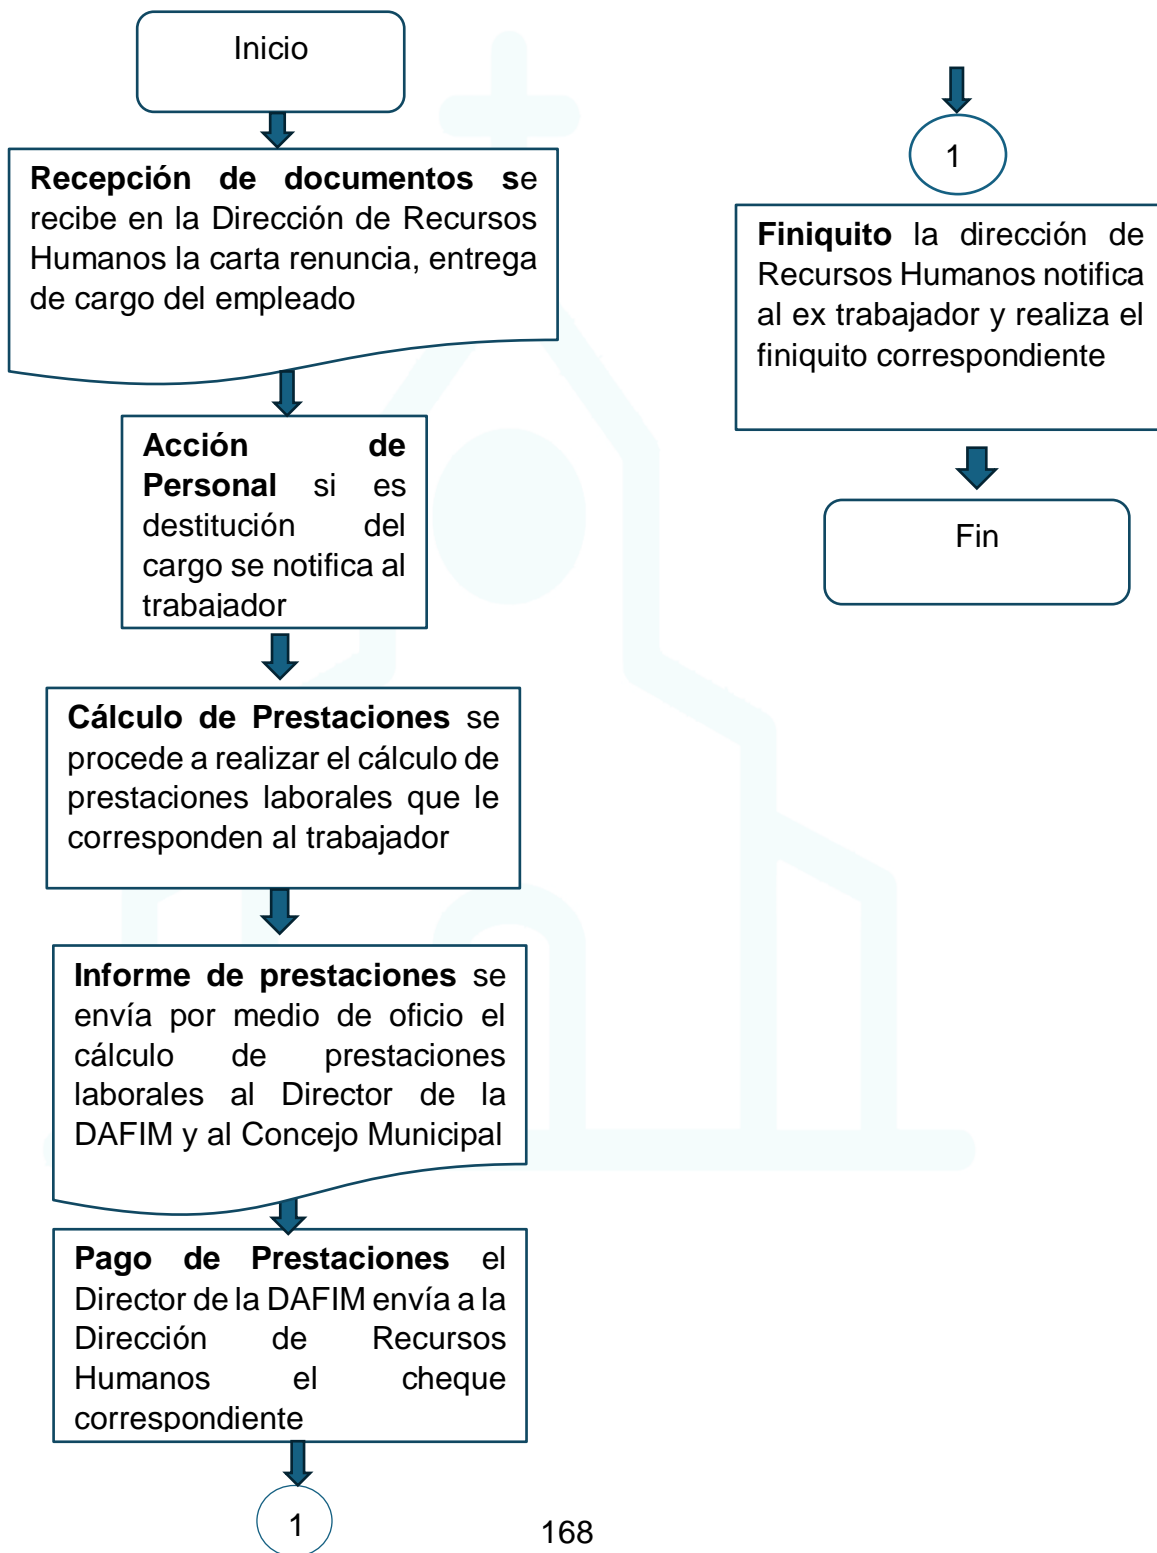 Inicio
Recepción de documentos se
recibe en la Dirección de Recursos
Humanos la carta renuncia, entrega
de cargo del empleado
Acción de
Personal si es
destitución del
cargo se notifica al
trabajador
Cálculo de Prestaciones se
procede a realizar el cálculo de
prestaciones laborales que le
corresponden al trabajador
Informe de prestaciones se
envía por medio de oficio el
cálculo de prestaciones
laborales al Director de la
DAFIM y al Concejo Municipal
Pago de Prestaciones el
Director de la DAFIM envía a la
Dirección de Recursos
Humanos el cheque
correspondiente
1
1
Finiquito la dirección de
Recursos Humanos notifica
al ex trabajador y realiza el
finiquito correspondiente
Fin
168